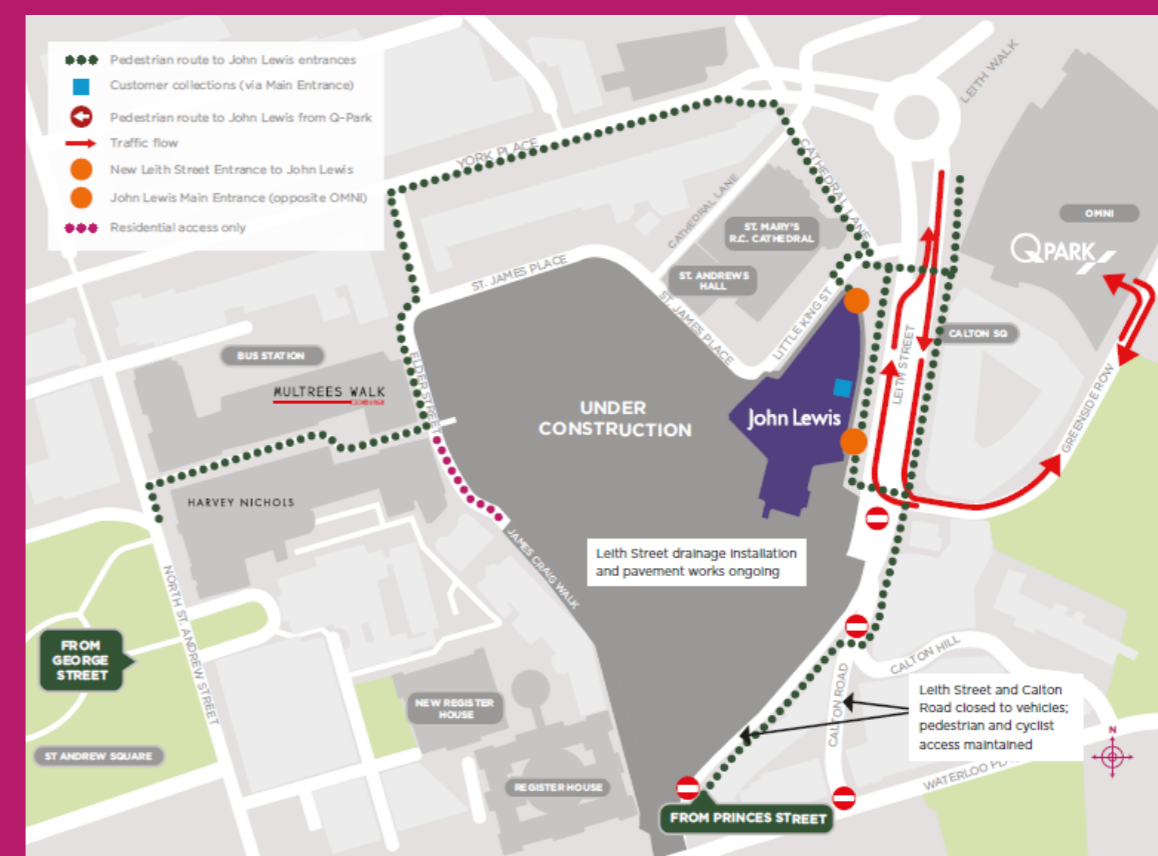 Pedestrian route to John Lewis entrances
Customer collections (via Main Entrance)
Pedestrian route to John Lewis from Q-Park
Traffic flow
New Leith Street Entrance to John Lewis
John Lewis Main Entrance (opposite OMNI)
Residential access only
LEITH WALK
YORK PLACE
CATHEDRAL LANE
CATHEDRAL LANE
ST. MARY'S
R.C. CATHEDRAL
OMNI
QPARK
ST. JAMES PLACE
ST. ANDREWS
HALL
ST. JAMES PLACE
LITTLE KING ST
LEITH STREET
CALTON SQ
BUS STATION
MULTREES WALK
ELDER STREET
UNDER
CONSTRUCTION
John Lewis
GREENSIDE ROW
HARVEY NICHOLS
JAMES CRAIG WALK
Leith Street drainage installation
and pavement works ongoing
NORTH ST. ANDREW STREET
FROM
GEORGE
STREET
NEW REGISTER
HOUSE
CALTON HILL
CALTON ROAD
Leith Street and Calton
Road closed to vehicles;
pedestrian and cyclist
access maintained
N
ST ANDREW SQUARE
REGISTER HOUSE
WATERLOO
FROM PRINCES STREET